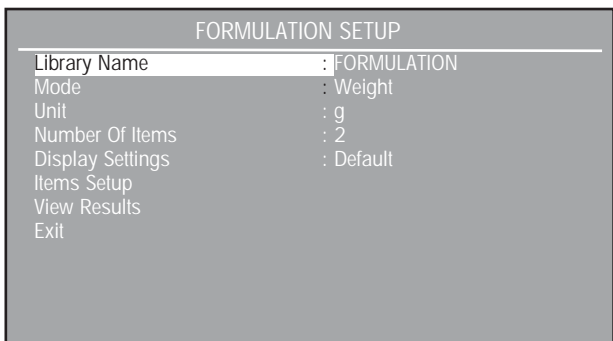 FORMULATION SETUP
Library Name : FORMULATION
Mode : Weight
Unit : g
Number Of Items : 2
Display Settings : Default
Items Setup
View Results
Exit